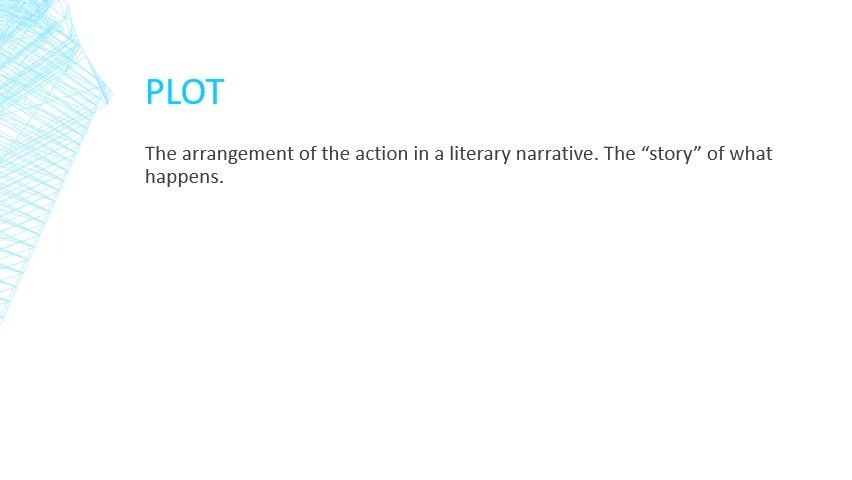 PLOT
The arrangement of the action in a literary narrative. The “story” of what
happens.